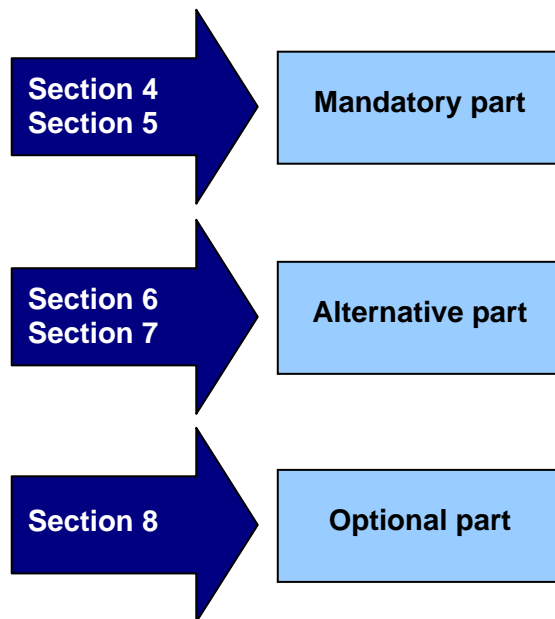 Section 4
Section 5
Mandatory part
Section 6
Section 7
Alternative part
Section 8
Optional part